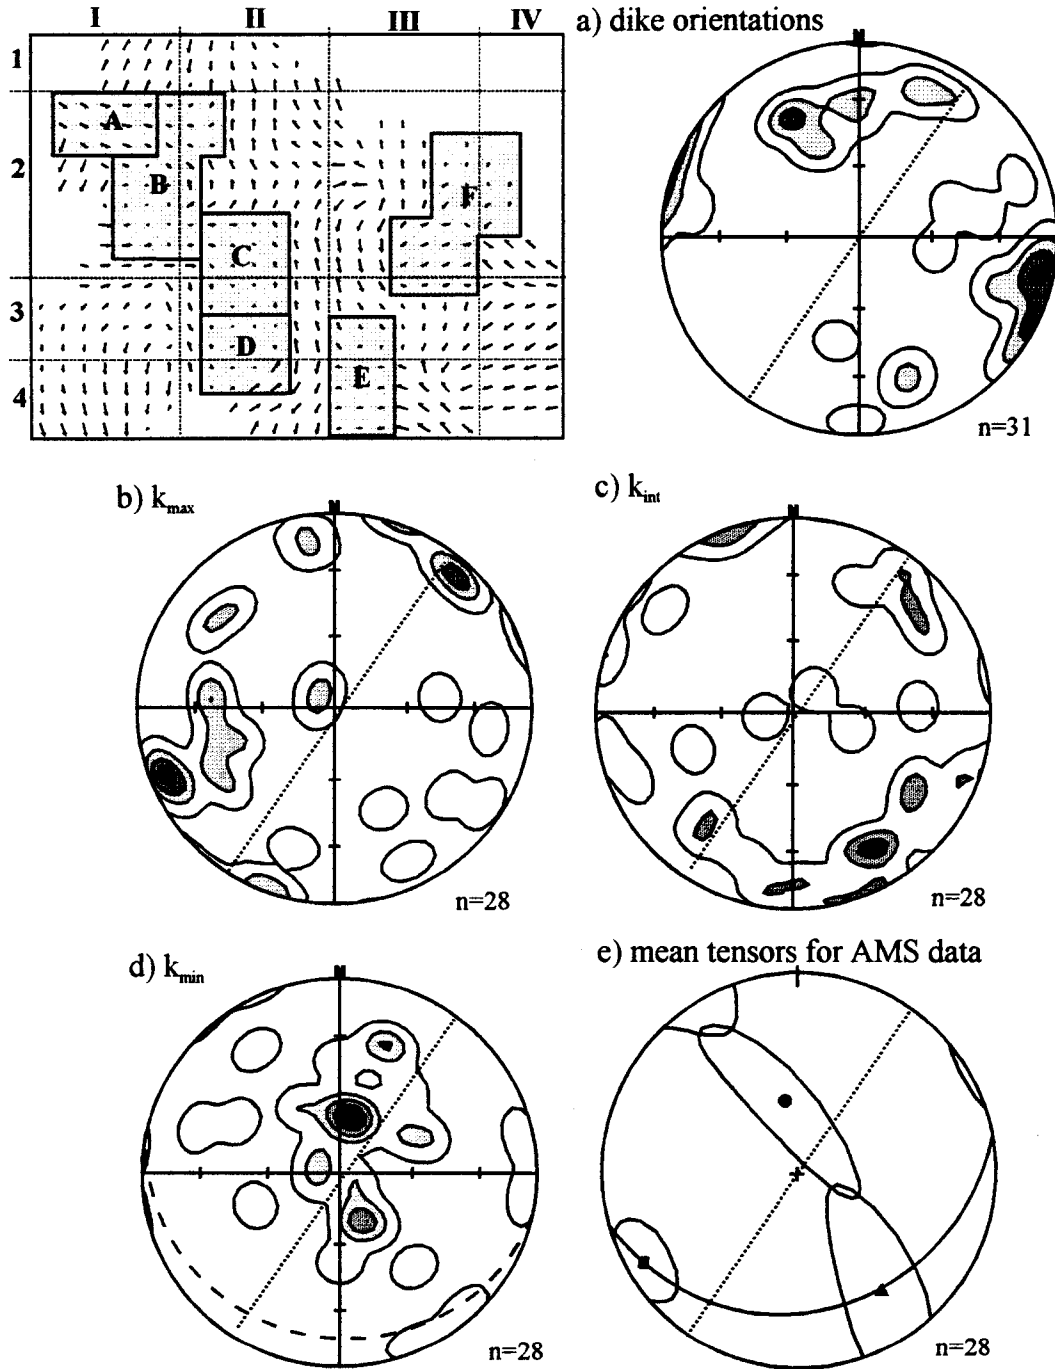 I II III IV
1
2
3
4
A
B
C
D
E
F
a) dike orientations
N
n=31
b) kmax
N
n=28
c) kint
N
n=28
d) kmin
N
n=28
e) mean tensors for AMS data
n=28